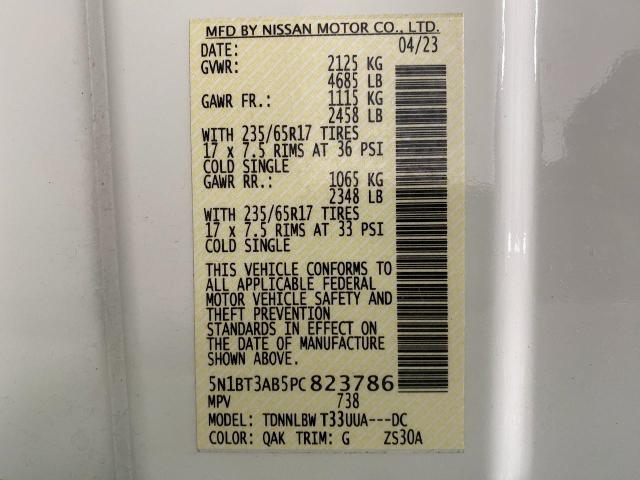 MFD BY NISSAN MOTOR CO., LTD.
DATE: 04/23
GVWR: 2125 KG
4685 LB
GAWR FR.: 1115 KG
2458 LB
WITH 235/65R17 TIRES
17 x 7.5 RIMS AT 36 PSI
COLD SINGLE
GAWR RR.: 1065 KG
2348 LB
WITH 235/65R17 TIRES
17 x 7.5 RIMS AT 33 PSI
COLD SINGLE
THIS VEHICLE CONFORMS TO
ALL APPLICABLE FEDERAL
MOTOR VEHICLE SAFETY AND
THEFT PREVENTION
STANDARDS IN EFFECT ON
THE DATE OF MANUFACTURE
SHOWN ABOVE.
5N1BT3AB5PC823786
MPV 738
MODEL: TDNNLBW T33UUA---DC
COLOR: QAK TRIM: G ZS30A